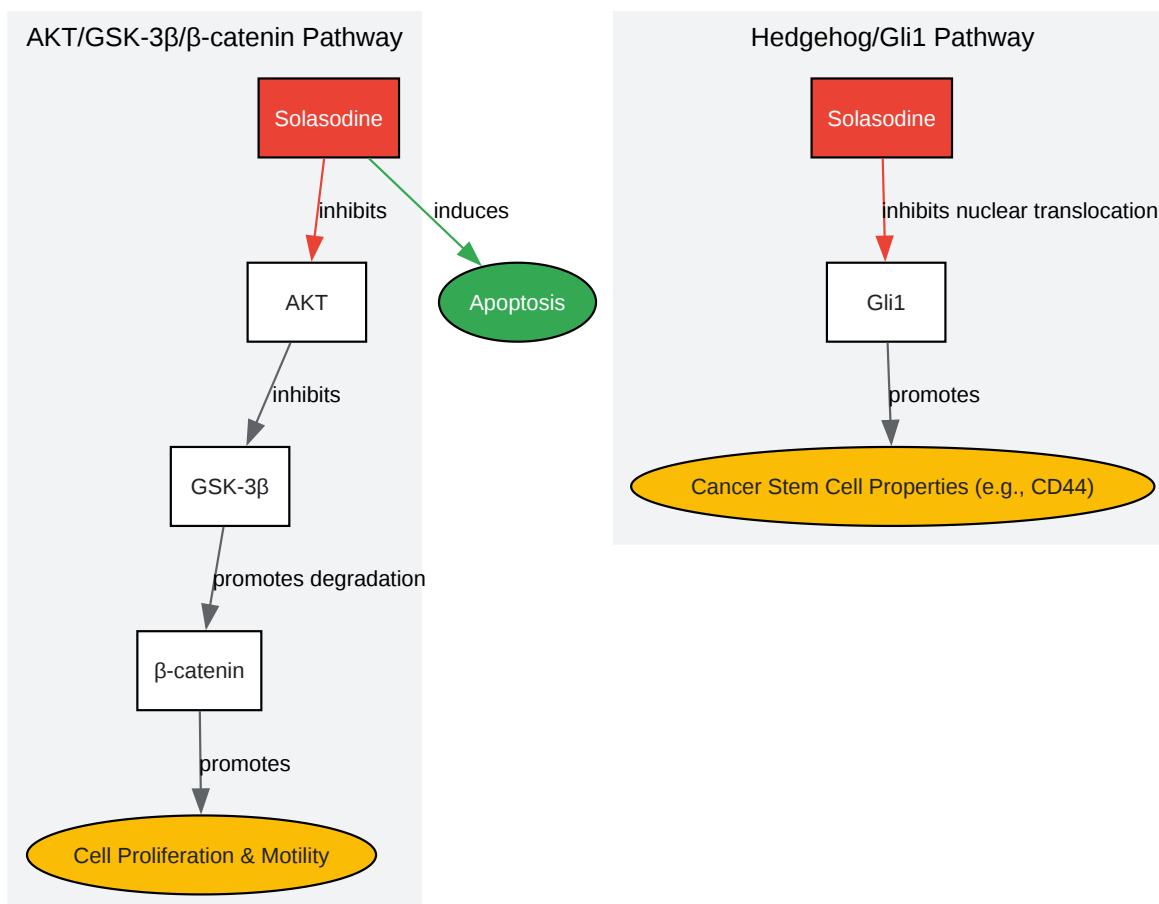 AKT/GSK-3β/β-catenin Pathway
Solasodine
inhibits
induces
AKT
Apoptosis
inhibits
GSK-3β
promotes degradation
β-catenin
promotes
Cell Proliferation & Motility
Hedgehog/Gli1 Pathway
Solasodine
inhibits nuclear translocation
Gli1
promotes
Cancer Stem Cell Properties (e.g., CD44)